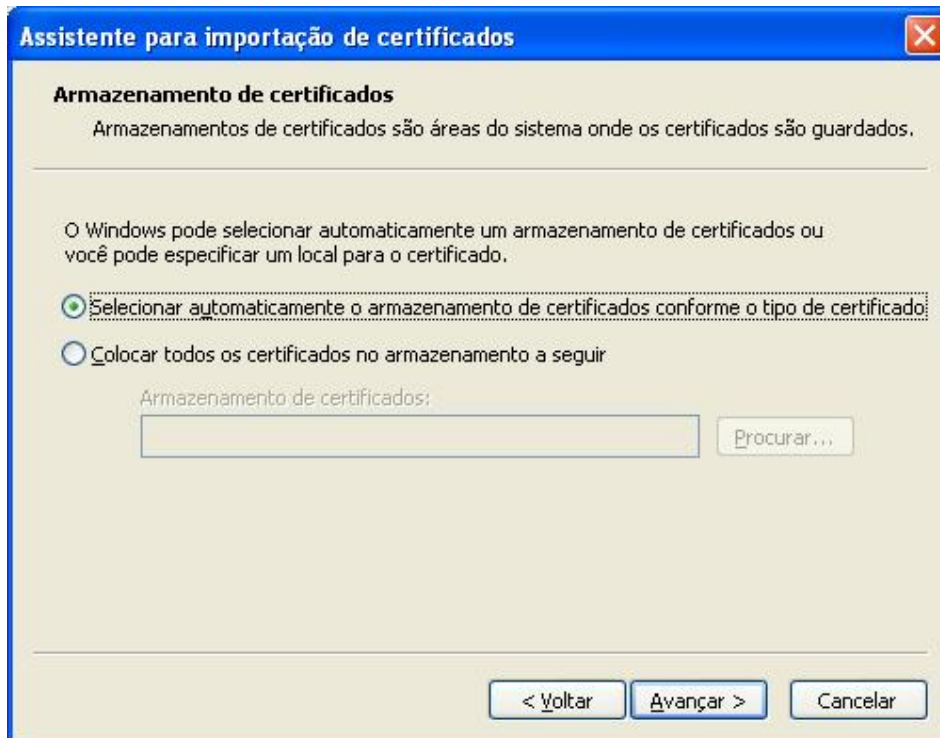 Assistente para importação de certificados
Armazenamento de certificados
Armazenamentos de certificados são áreas do sistema onde os certificados são guardados.
O Windows pode selecionar automaticamente um armazenamento de certificados ou
você pode especificar um local para o certificado.
Selecionar automaticamente o armazenamento de certificados conforme o tipo de certificado
Colocar todos os certificados no armazenamento a seguir
Armazenamento de certificados:
Procurar...
< Voltar
Avançar >
Cancelar